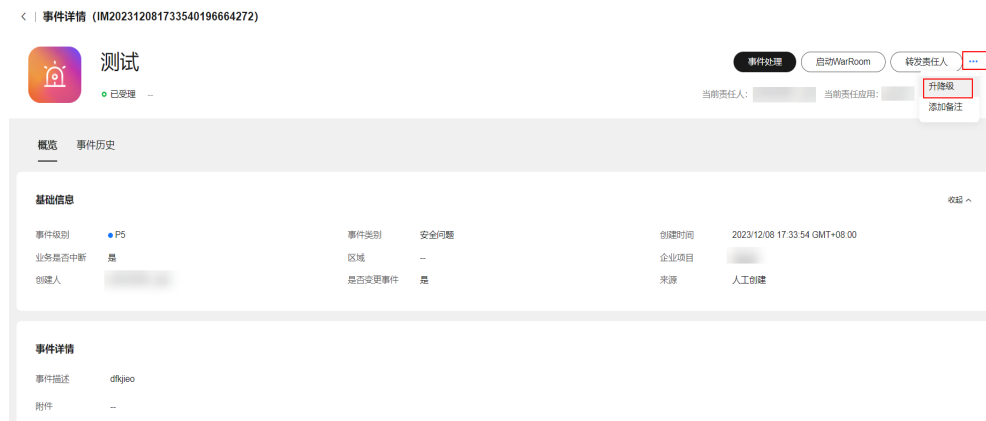 事件详情（IM202312081733540196664272）
测试
事件处理 启动WarRoom 转发责任人 ...
已受理 --
当前责任人： 当前责任应用：
升降级
添加备注
概览 事件历史
基础信息 收起
事件级别 P5 事件类别 安全问题 创建时间 2023/12/08 17:33:54 GMT+08:00
业务是否中断 是 区域 -- 企业项目
创建人 是否变更事件 是 来源 人工创建
事件详情
事件描述 dfkjieo
附件 --